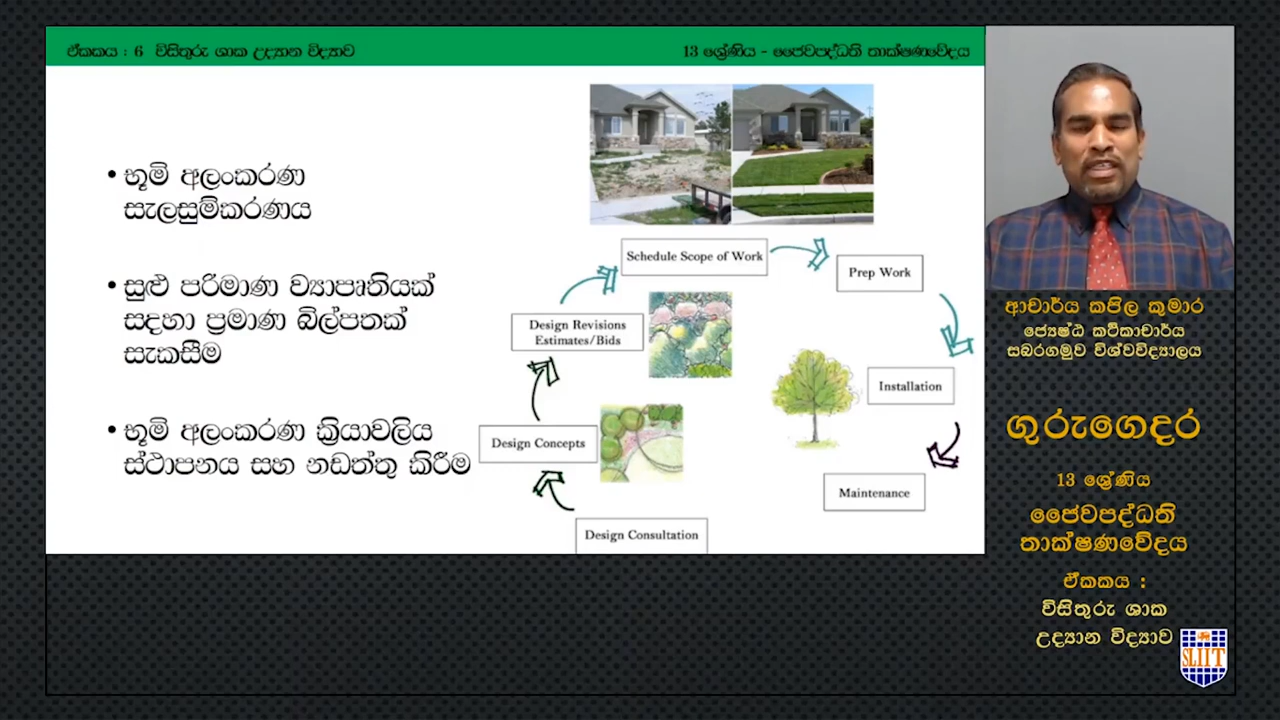 ඒකකය : 6 විසිතුරු ශාක උද්‍යාන විද්‍යාව
13 ශ්‍රේණිය - ජෛවපද්ධති තාක්ෂණවේදය
• භූමි අලංකරණ
සැලසුම්කරණය
• සුළු පරිමාණ ව්‍යාපෘතියක්
සඳහා ප්‍රමාණ බිල්පතක්
සැකසීම
• භූමි අලංකරණ ක්‍රියාවලිය
ස්ථාපනය සහ නඩත්තු කිරීම
Schedule Scope of Work
Prep Work
Design Revisions
Estimates/Bids
Installation
Design Concepts
Maintenance
Design Consultation
ආචාර්ය කපිල කුමාර
ජ්‍යෙෂ්ඨ කථිකාචාර්ය
සබරගමුව විශ්වවිද්‍යාලය
ගුරුගෙදර
13 ශ්‍රේණිය
ජෛවපද්ධති
තාක්ෂණවේදය
ඒකකය :
විසිතුරු ශාක
උද්‍යාන විද්‍යාව
SLIIT